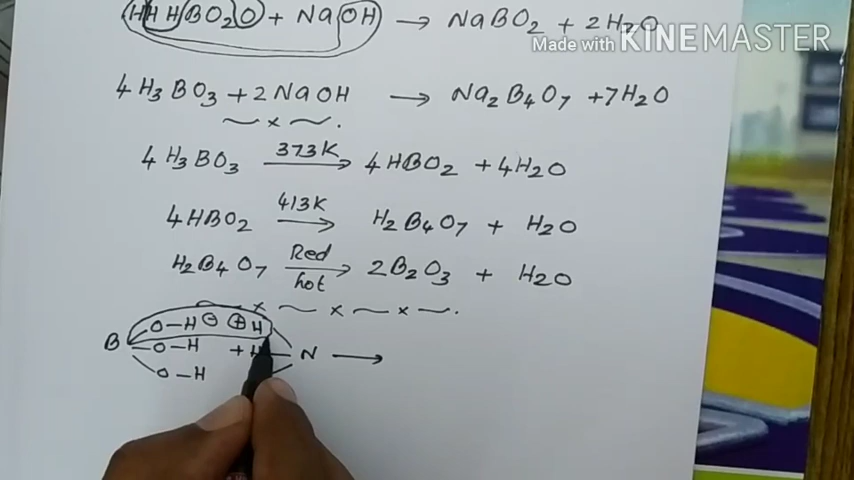 HHHBO₂O + NaOH → NaBO₂ + 2H₂O
Made with KINEMASTER
4H₃BO₃ + 2NaOH → Na₂B₄O₇ + 7H₂O
4H₃BO₃ 373K → 4HBO₂ + 4H₂O
4HBO₂ 413K → H₂B₄O₇ + H₂O
H₂B₄O₇ Red hot → 2B₂O₃ + H₂O
O–H ⊖ ⊕ H
B O–H + H N →
O–H